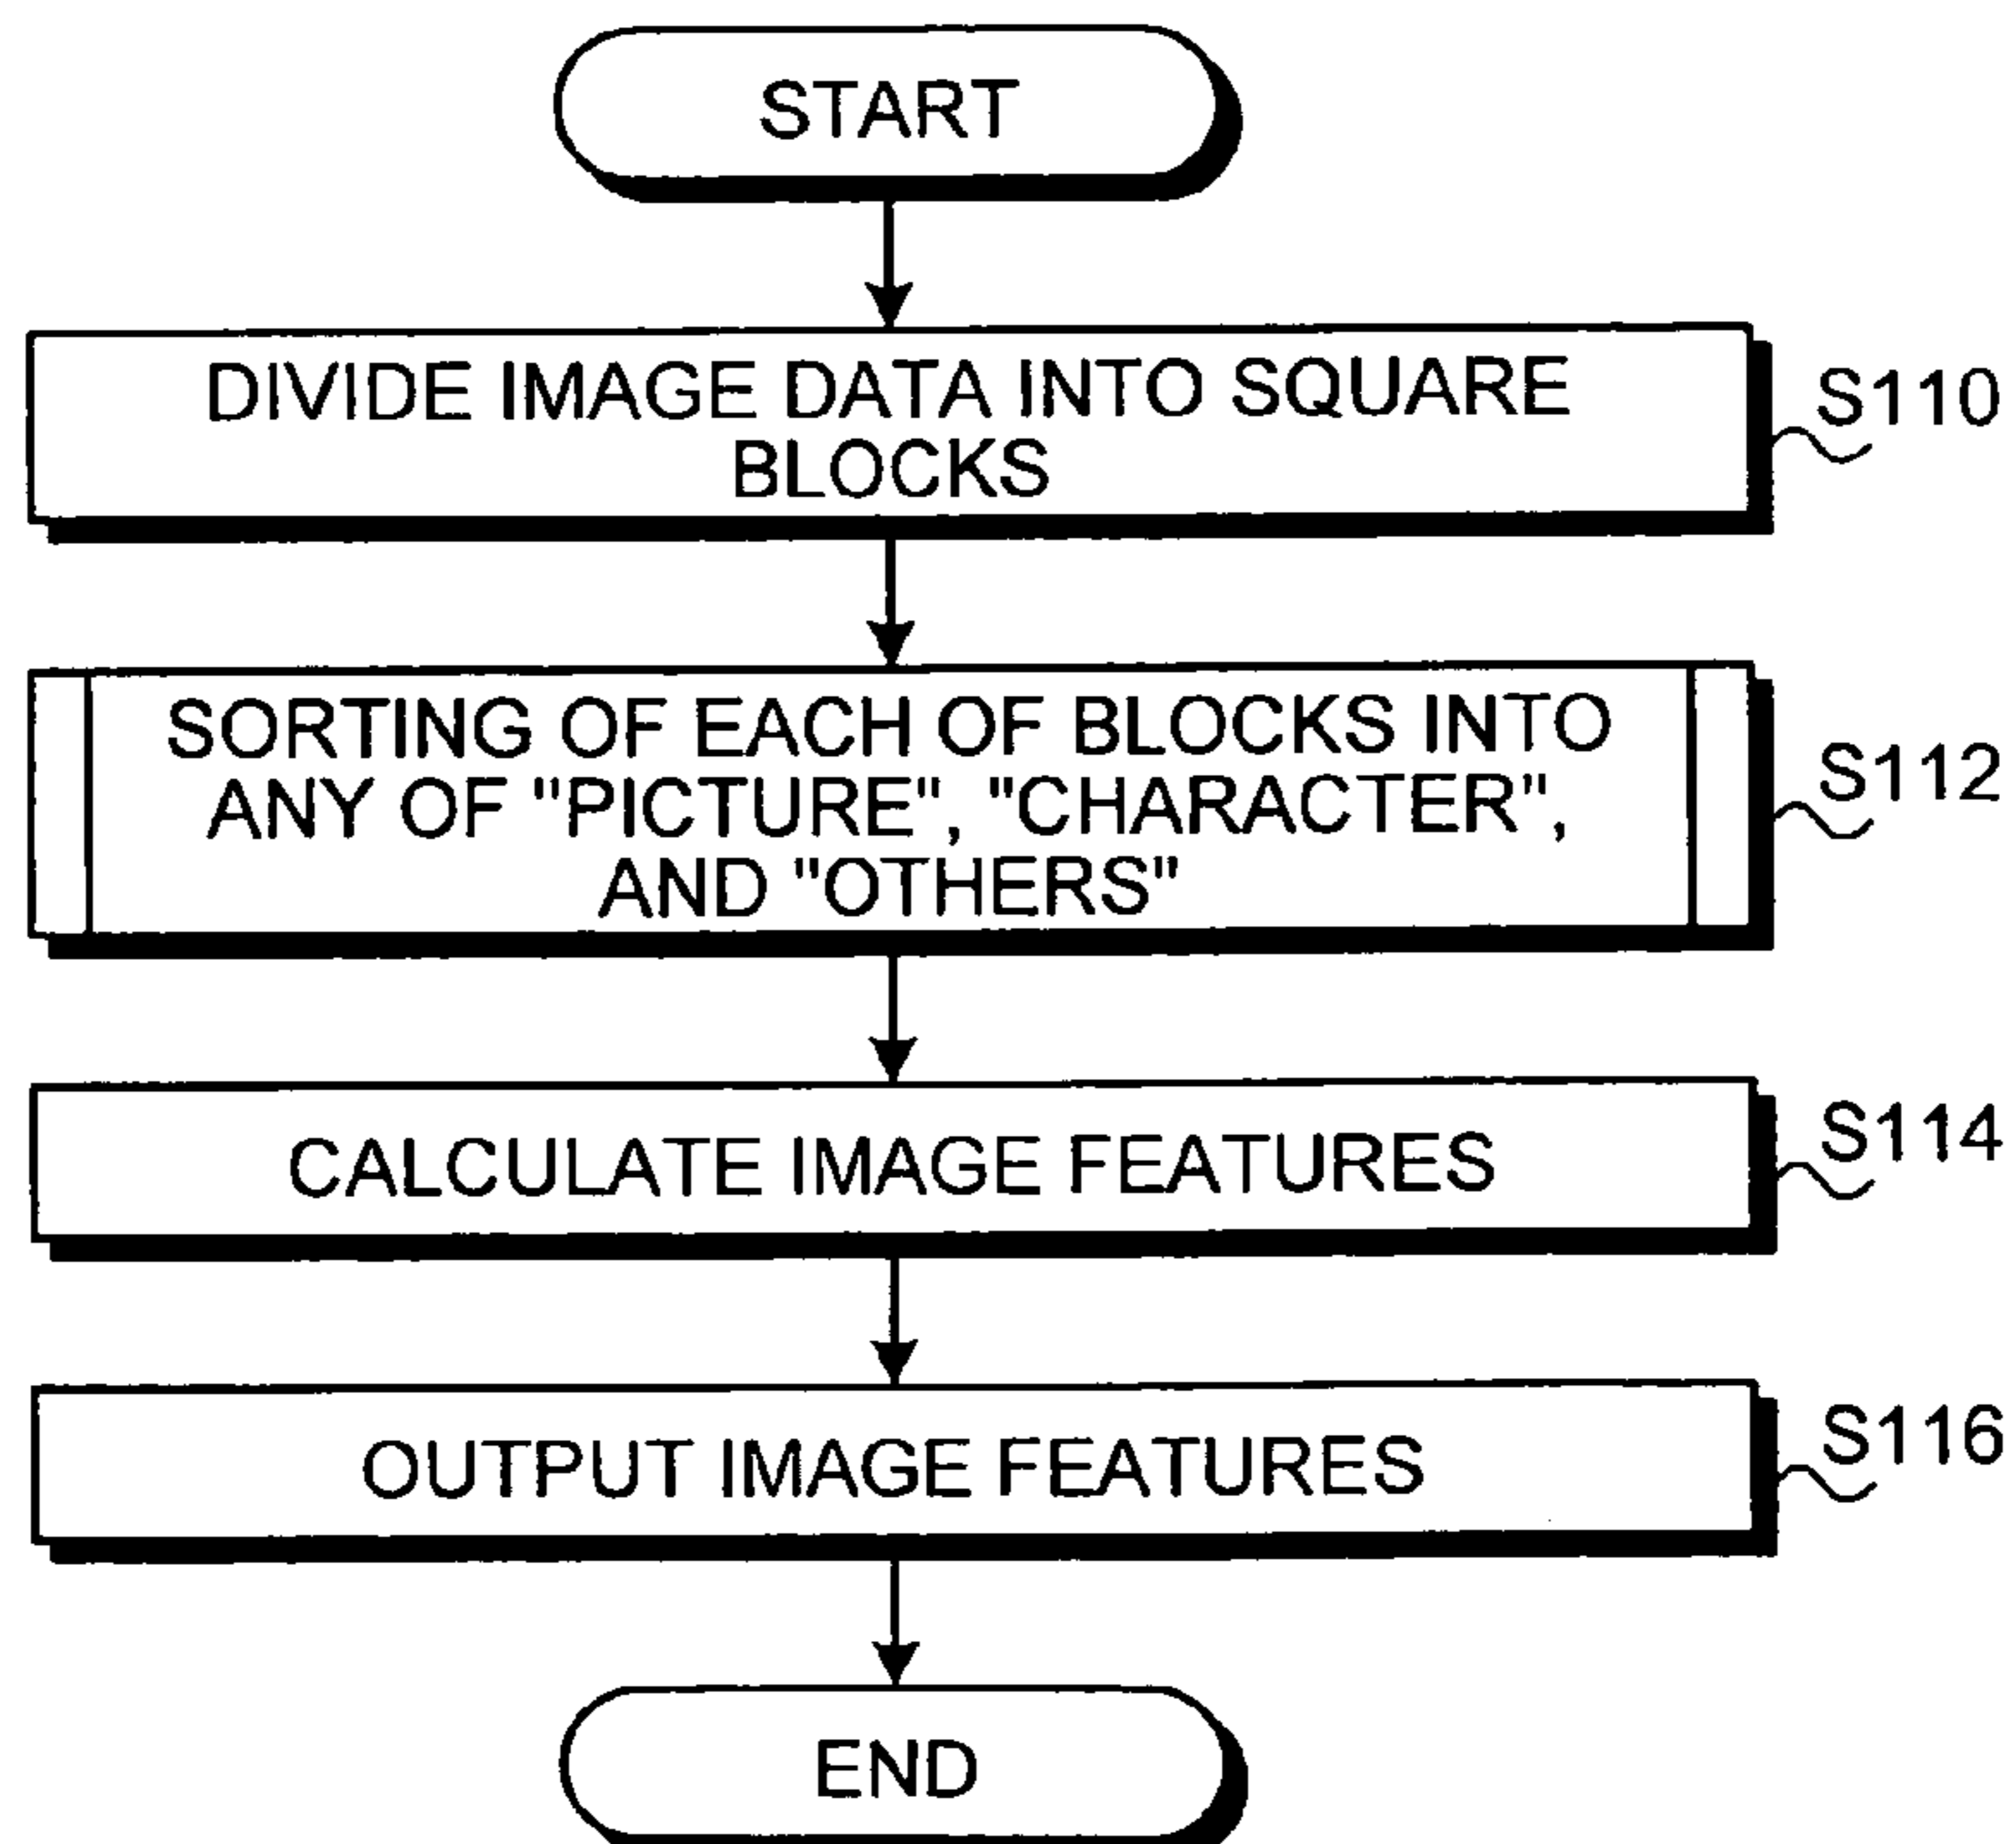 START
DIVIDE IMAGE DATA INTO SQUARE
BLOCKS
S110
SORTING OF EACH OF BLOCKS INTO
ANY OF "PICTURE", "CHARACTER",
AND "OTHERS"
S112
CALCULATE IMAGE FEATURES
S114
OUTPUT IMAGE FEATURES
S116
END